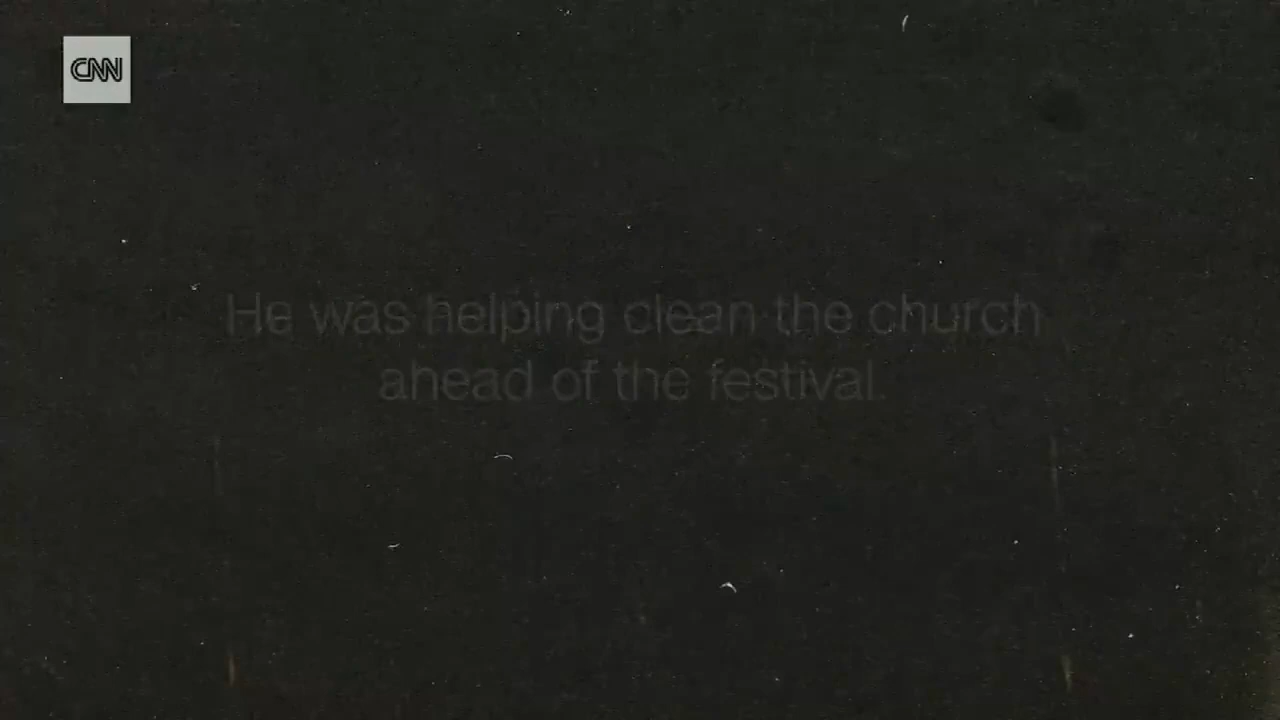 CNN
He was helping clean the church
ahead of the festival.